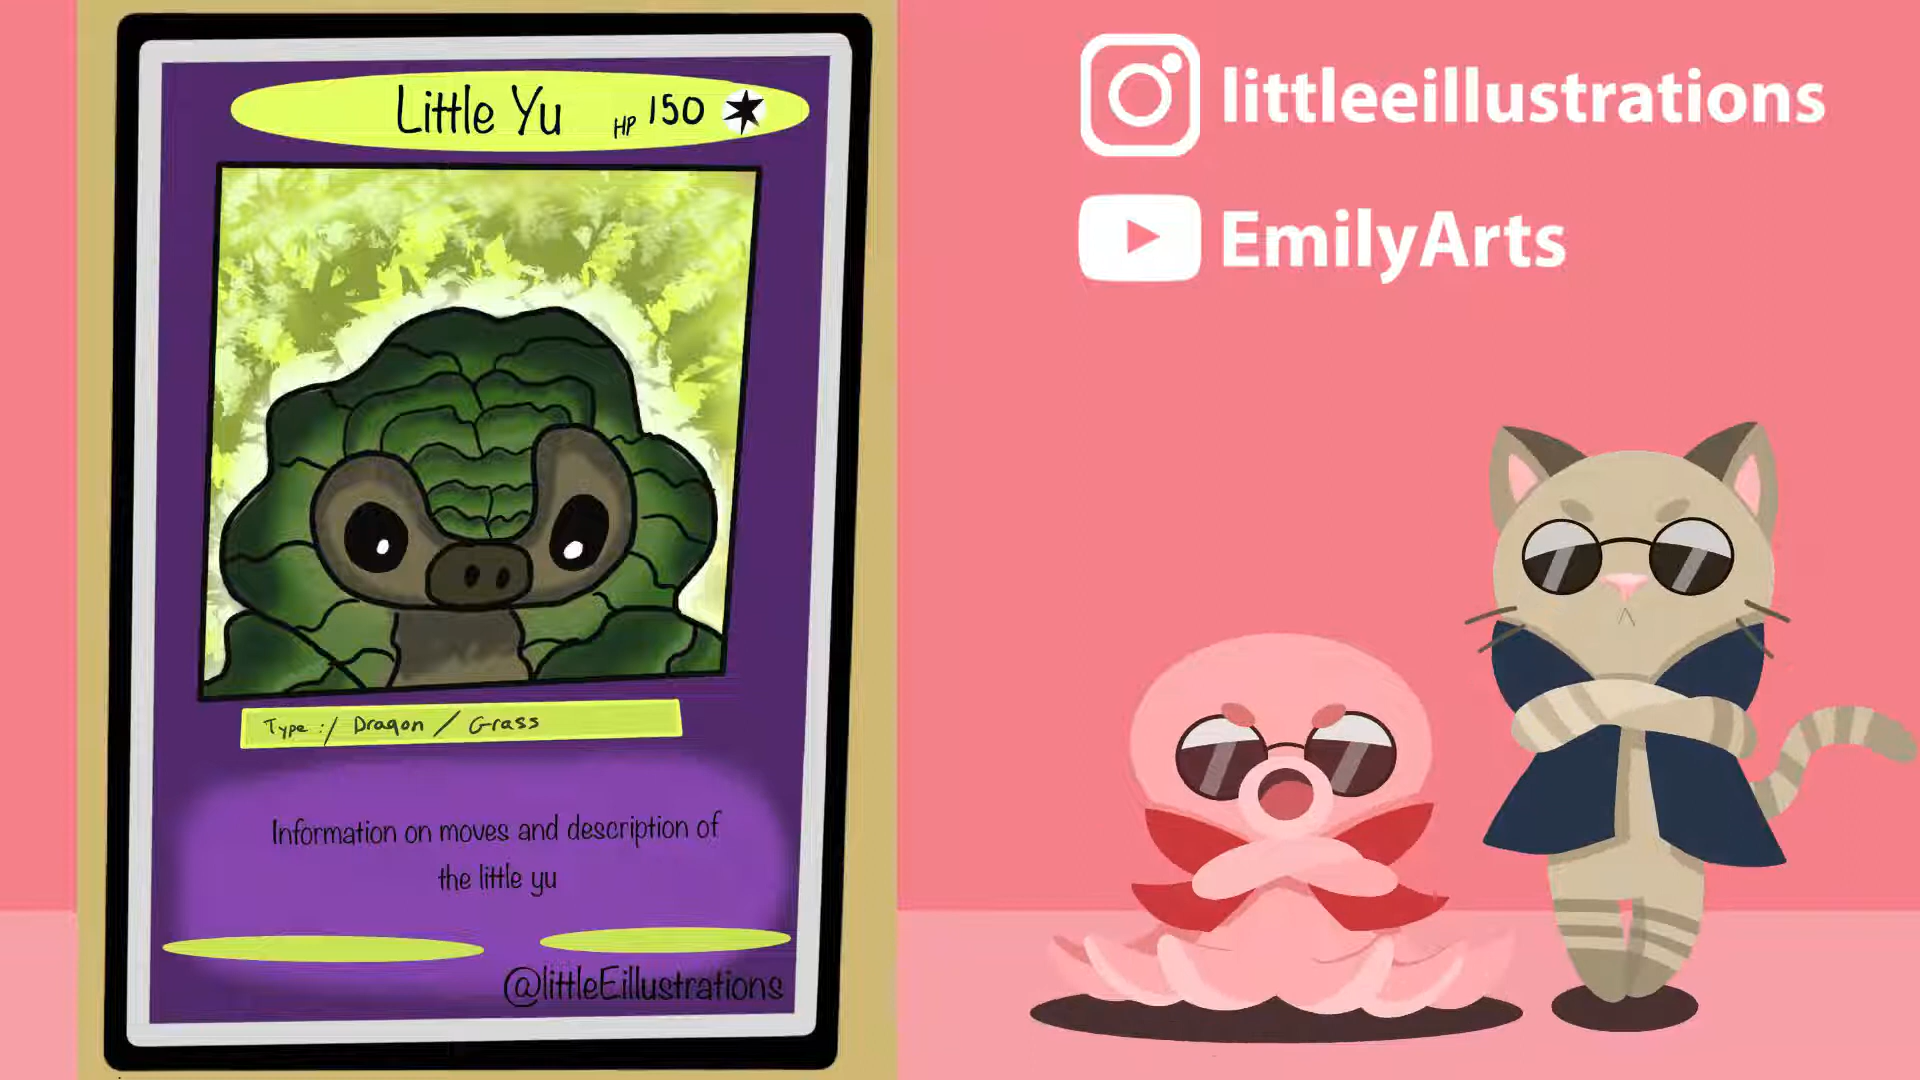 Little Yu HP 150
Type :/ Dragon / Grass
Information on moves and description of
the little yu
@littleEillustrations
littleeillustrations
EmilyArts